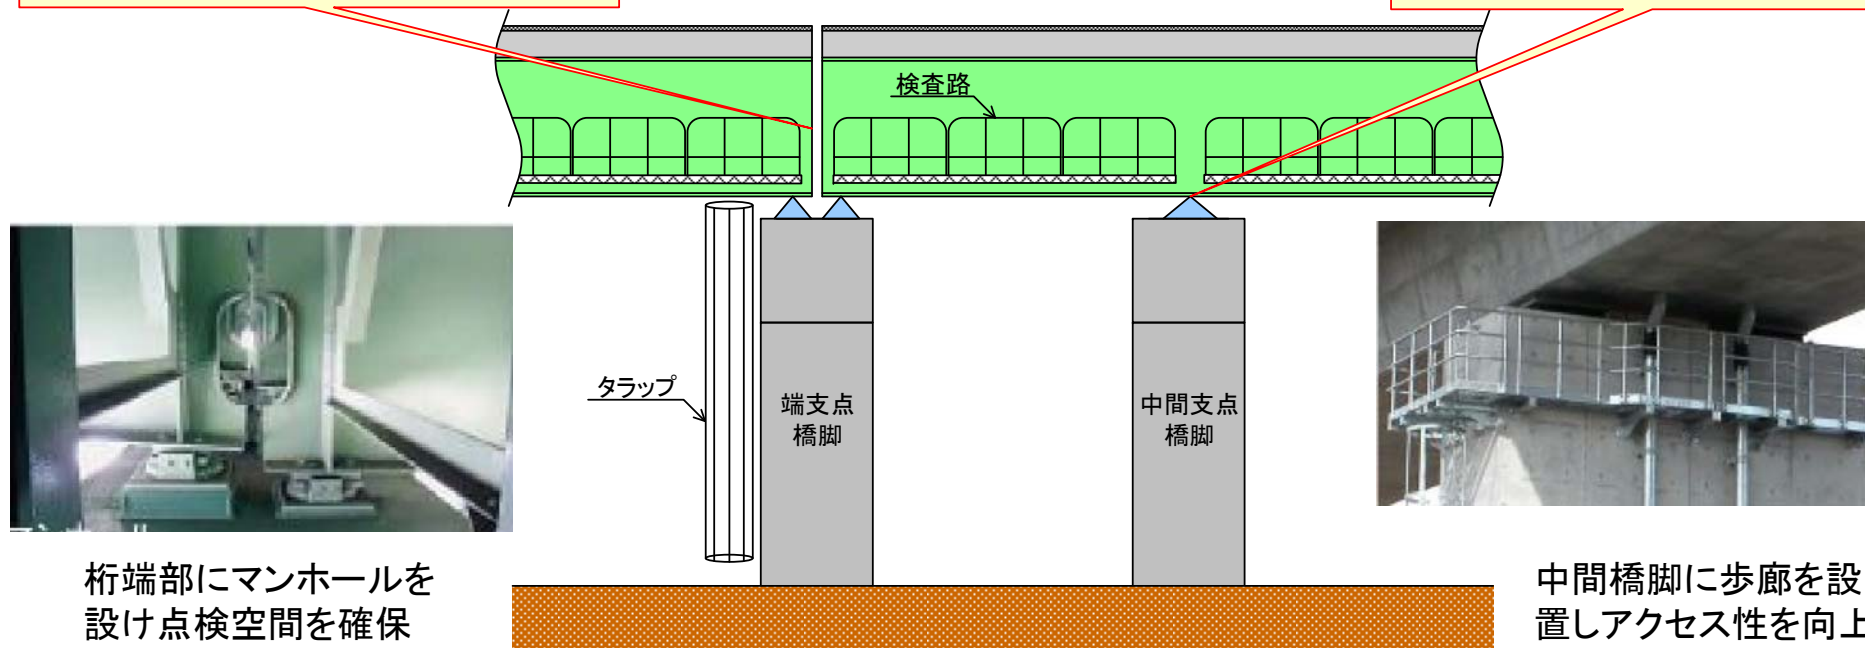 検査路
タラップ
端支点
橋脚
中間支点
橋脚
桁端部にマンホールを
設け点検空間を確保
中間橋脚に歩廊を設
置しアクセス性を向上